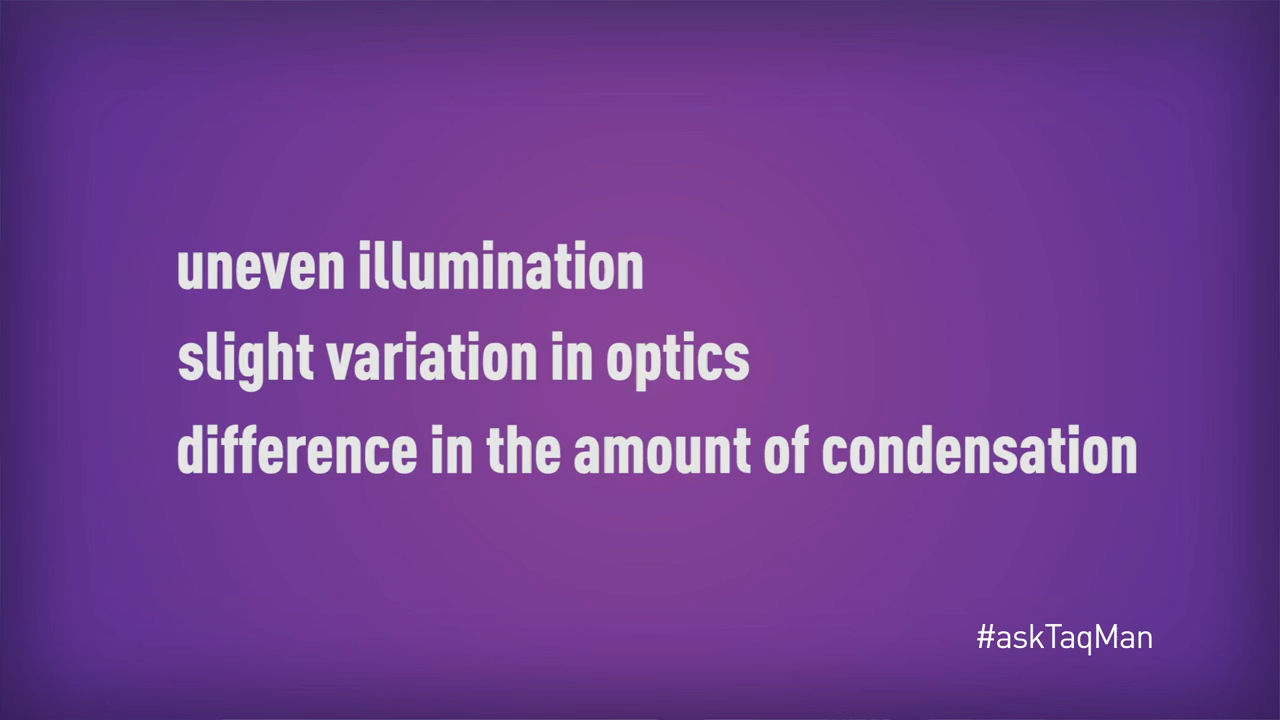 uneven illumination
slight variation in optics
difference in the amount of condensation
#askTaqMan